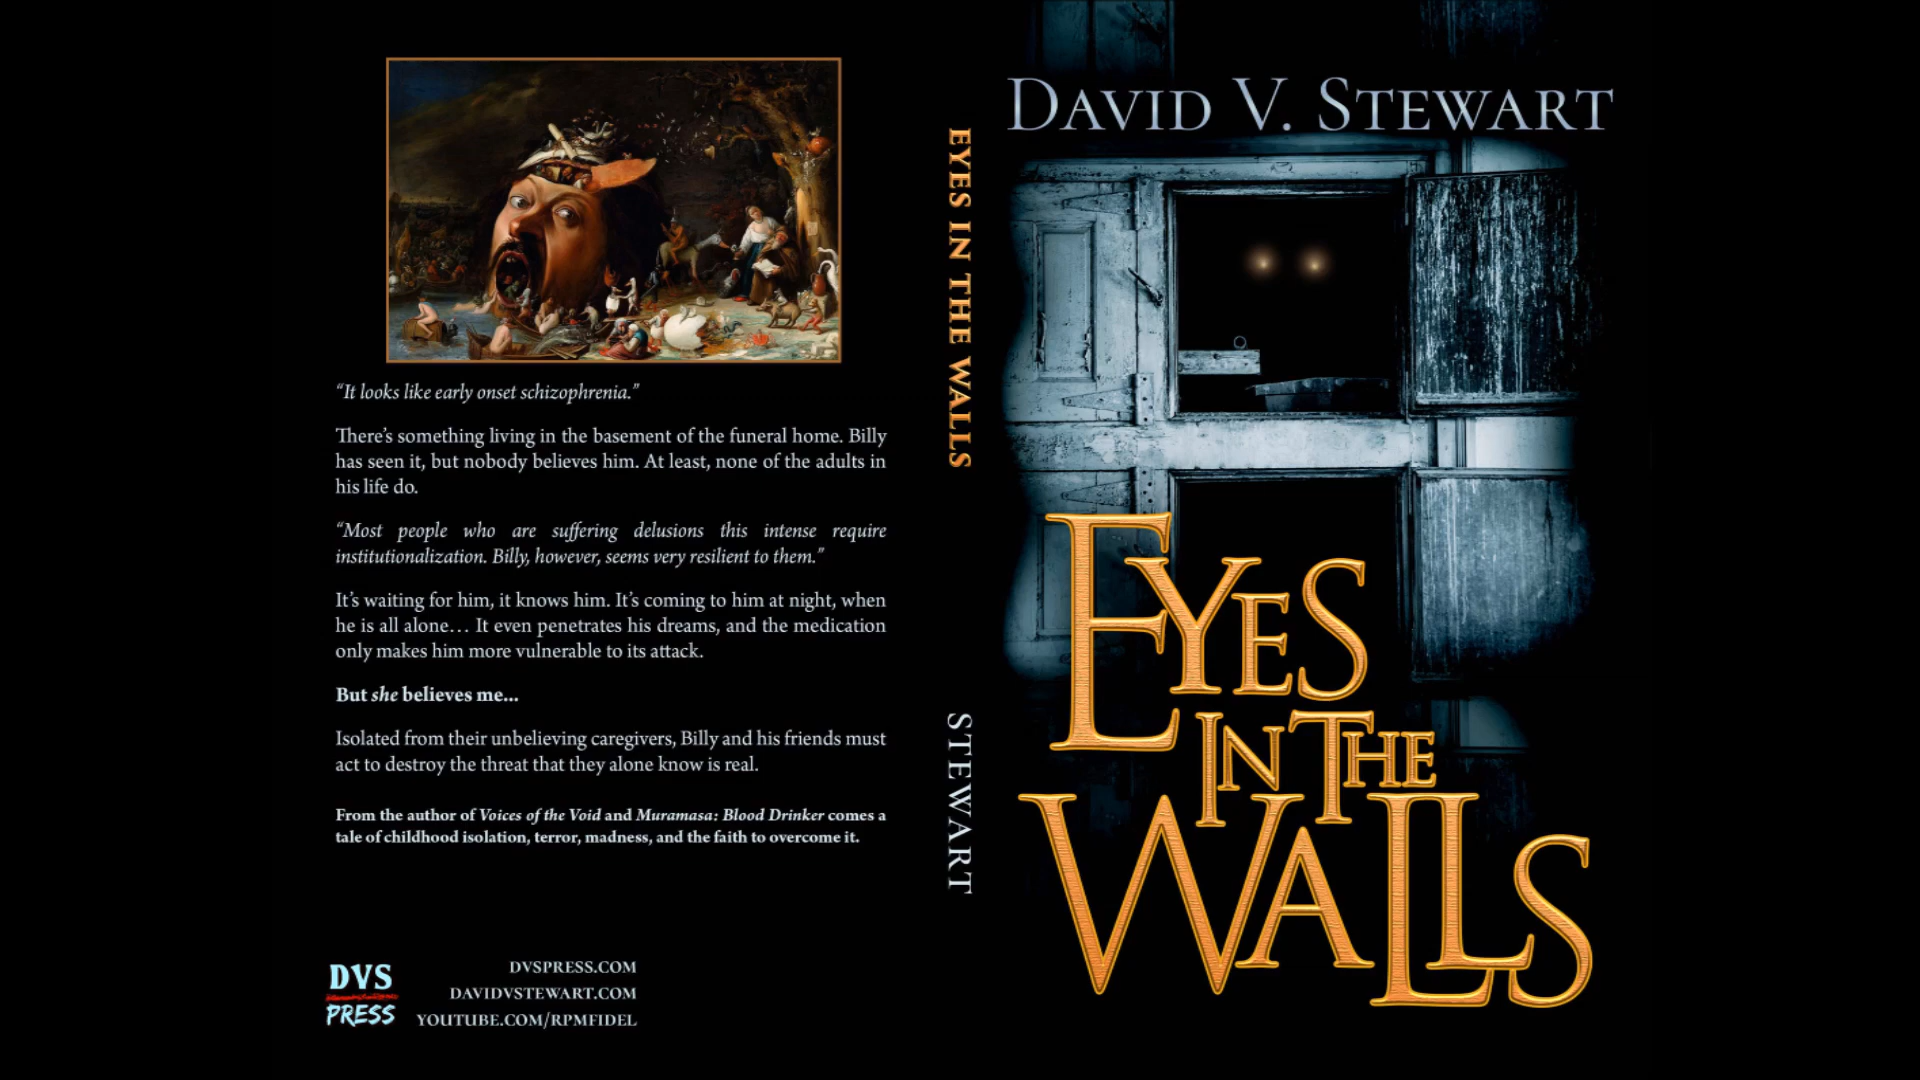 “It looks like early onset schizophrenia.”
There’s something living in the basement of the funeral home. Billy
has seen it, but nobody believes him. At least, none of the adults in
his life do.
“Most people who are suffering delusions this intense require
institutionalization. Billy, however, seems very resilient to them.”
It’s waiting for him, it knows him. It’s coming to him at night, when
he is all alone… It even penetrates his dreams, and the medication
only makes him more vulnerable to its attack.
But she believes me...
Isolated from their unbelieving caregivers, Billy and his friends must
act to destroy the threat that they alone know is real.
From the author of Voices of the Void and Muramasa: Blood Drinker comes a
tale of childhood isolation, terror, madness, and the faith to overcome it.
DVS
PRESS
DVSPRESS.COM
DAVIDVSTEWART.COM
YOUTUBE.COM/RPMFIDEL
EYES IN THE WALLS
STEWART
DAVID V. STEWART
EYES
IN THE
WALLS